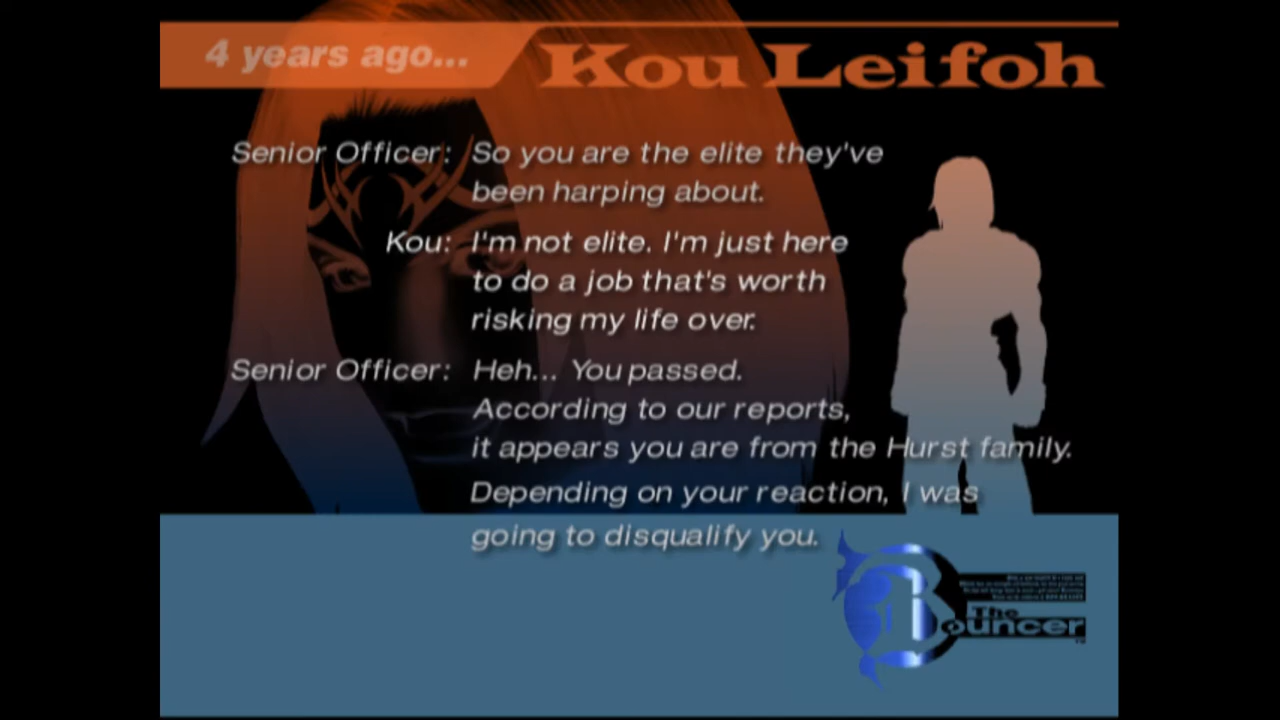 4 years ago...
Kou Leifoh
Senior Officer: So you are the elite they've
been harping about.
Kou: I'm not elite. I'm just here
to do a job that's worth
risking my life over.
Senior Officer: Heh... You passed.
According to our reports,
it appears you are from the Hurst family.
Depending on your reaction, I was
going to disqualify you.
The
Bouncer